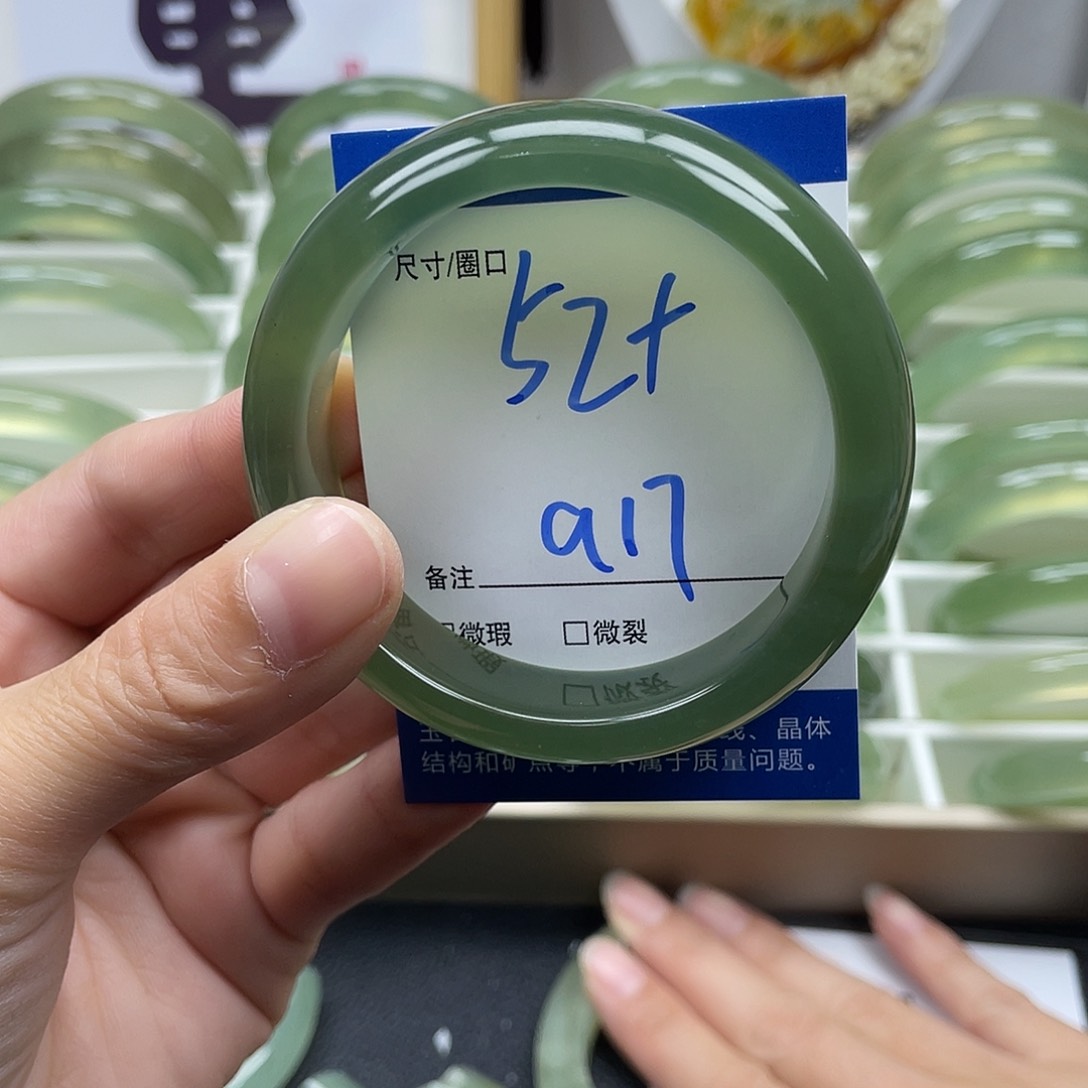 尺寸/圈口
52+
a17
备注
微瑕 □微裂
、晶体
结构和矿点等，不属于质量问题。